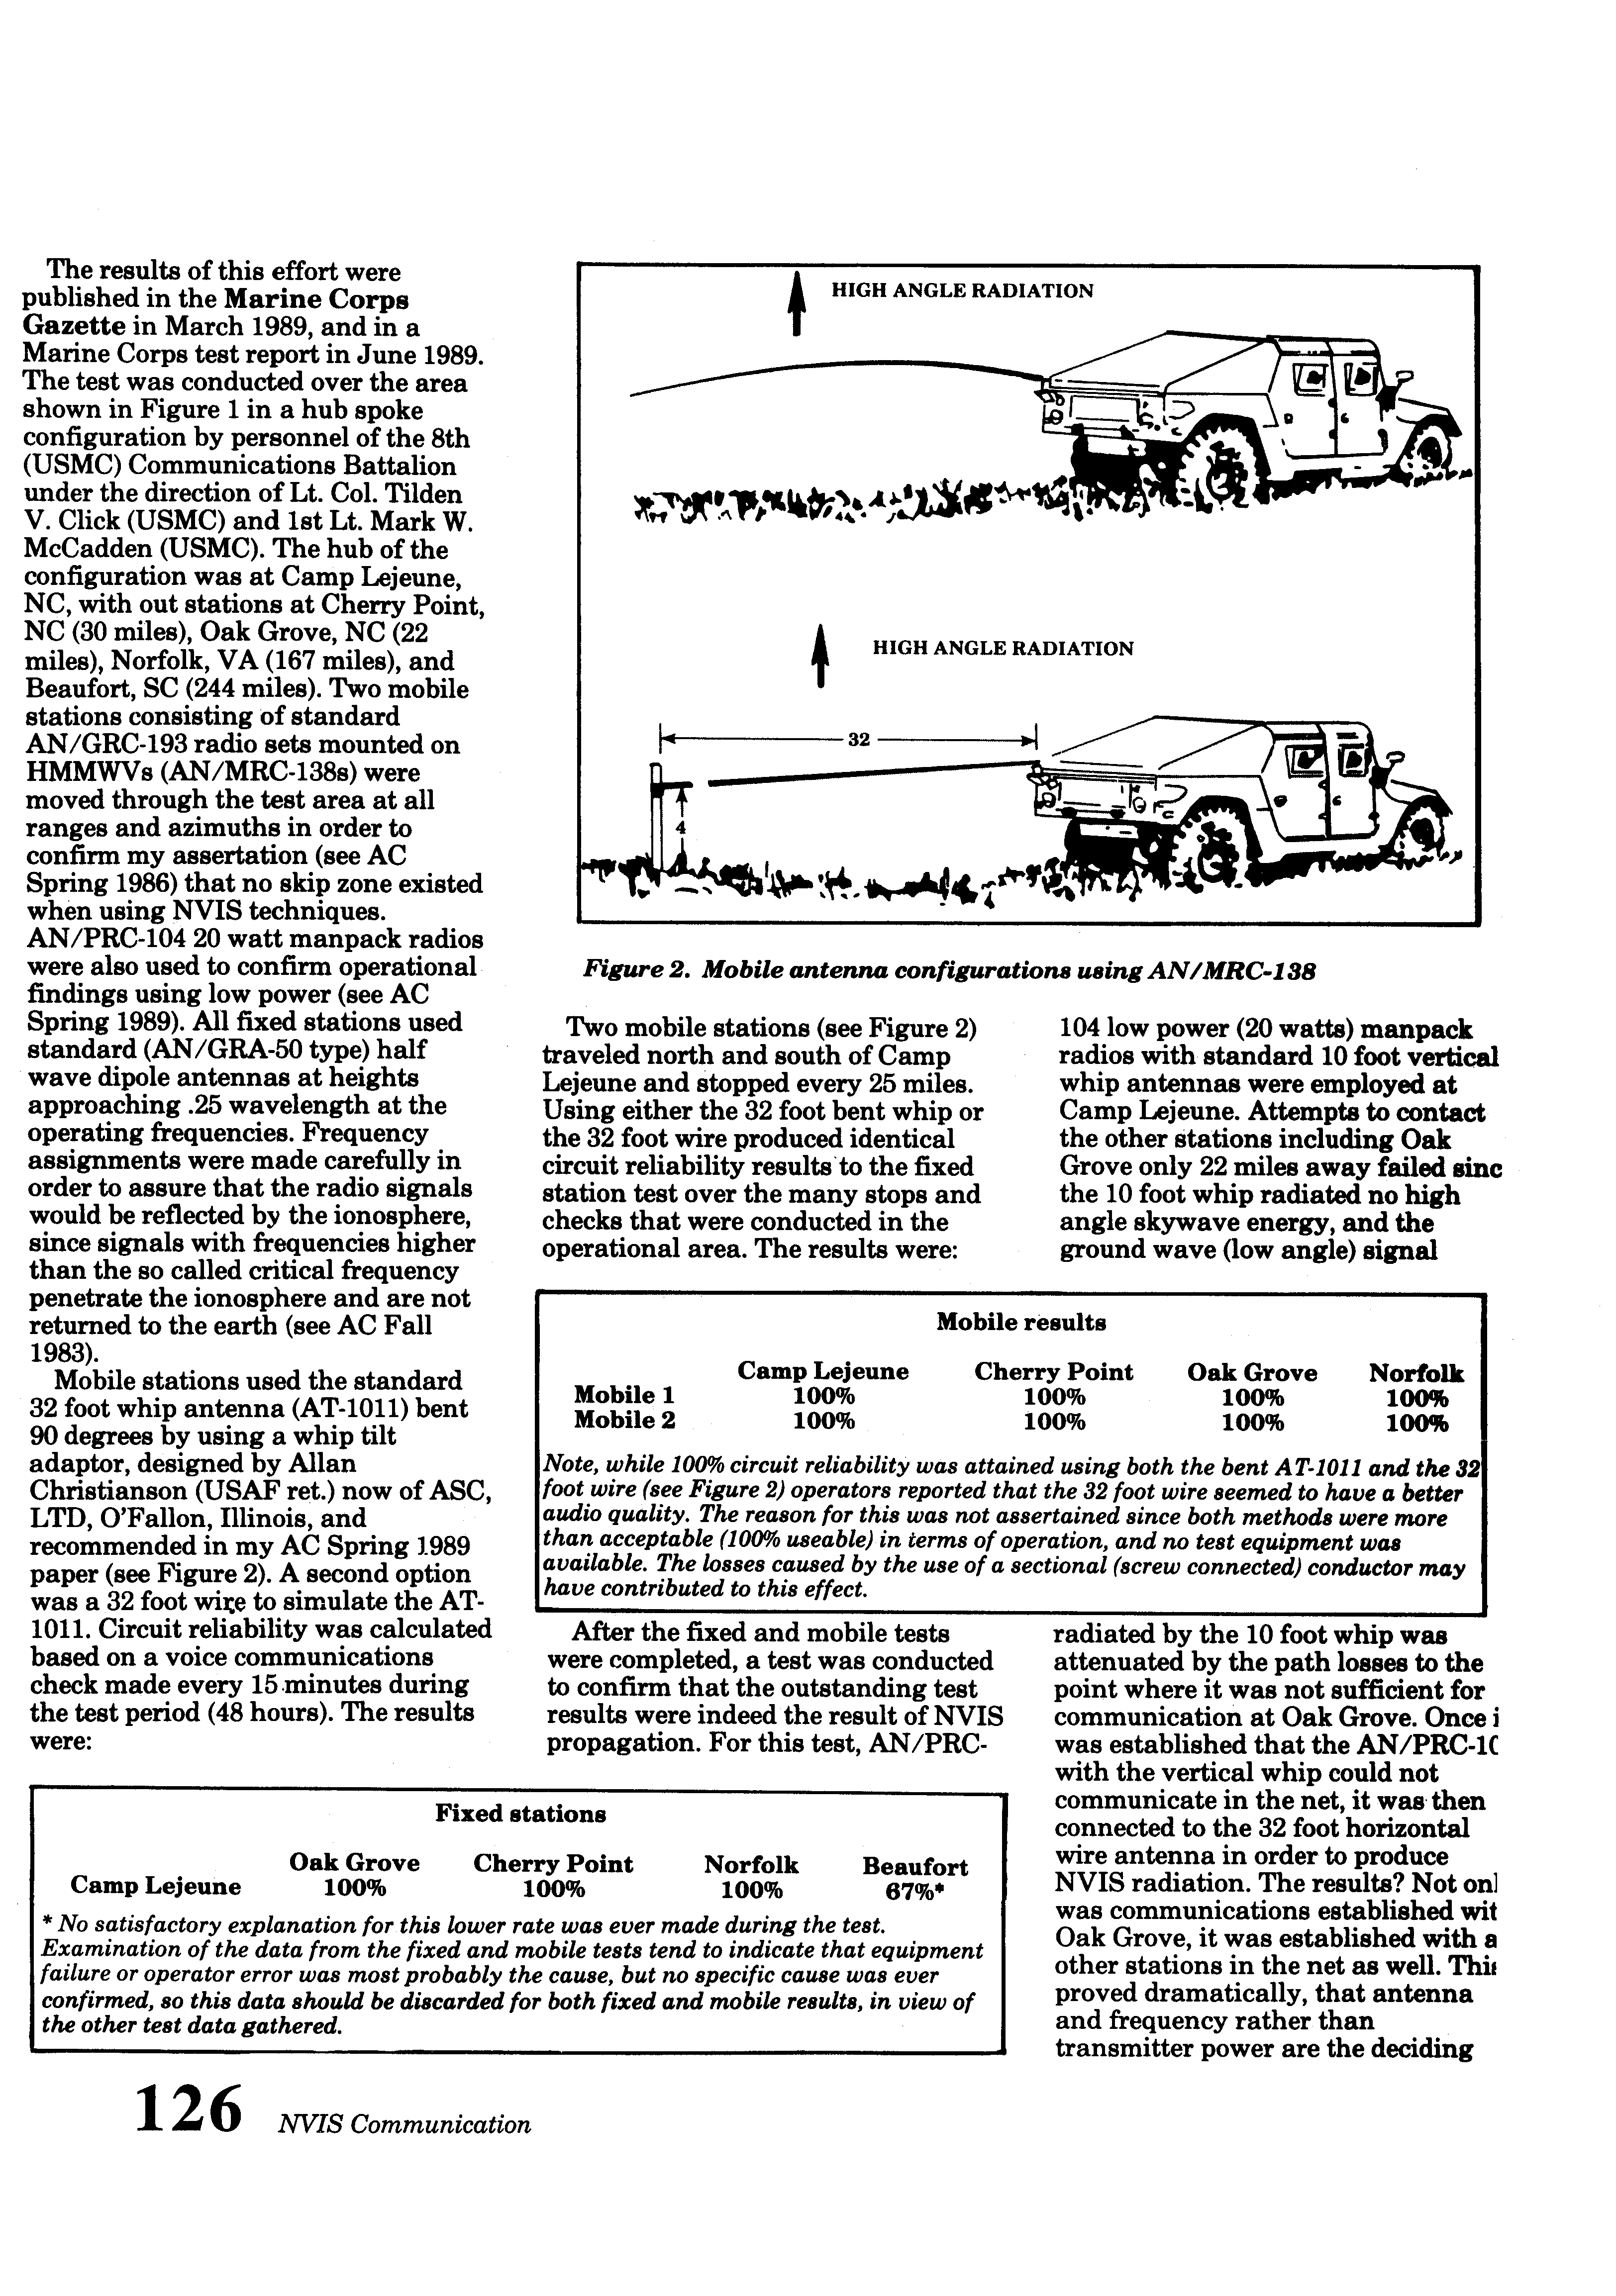 The results of this effort were
published in the Marine Corps
Gazette in March 1989, and in a
Marine Corps test report in June 1989.
The test was conducted over the area
shown in Figure 1 in a hub spoke
configuration by personnel of the 8th
(USMC) Communications Battalion
under the direction of Lt. Col. Tilden
V. Click (USMC) and 1st Lt. Mark W.
McCadden (USMC). The hub of the
configuration was at Camp Lejeune,
NC, with out stations at Cherry Point,
NC (30 miles), Oak Grove, NC (22
miles), Norfolk, VA (167 miles), and
Beaufort, SC (244 miles). Two mobile
stations consisting of standard
AN/GRC-193 radio sets mounted on
HMMWVs (AN/MRC-138s) were
moved through the test area at all
ranges and azimuths in order to
confirm my assertation (see AC
Spring 1986) that no skip zone existed
when using NVIS techniques.
AN/PRC-104 20 watt manpack radios
were also used to confirm operational
findings using low power (see AC
Spring 1989). All fixed stations used
standard (AN/GRA-50 type) half
wave dipole antennas at heights
approaching .25 wavelength at the
operating frequencies. Frequency
assignments were made carefully in
order to assure that the radio signals
would be reflected by the ionosphere,
since signals with frequencies higher
than the so called critical frequency
penetrate the ionosphere and are not
returned to the earth (see AC Fall
1983).
Mobile stations used the standard
32 foot whip antenna (AT-1011) bent
90 degrees by using a whip tilt
adaptor, designed by Allan
Christianson (USAF ret.) now of ASC,
LTD, O'Fallon, Illinois, and
recommended in my AC Spring 1989
paper (see Figure 2). A second option
was a 32 foot wire to simulate the AT-
1011. Circuit reliability was calculated
based on a voice communications
check made every 15 minutes during
the test period (48 hours). The results
were:
Fixed stations
Oak Grove Cherry Point Norfolk Beaufort
Camp Lejeune 100% 100% 100% 67%*
* No satisfactory explanation for this lower rate was ever made during the test.
Examination of the data from the fixed and mobile tests tend to indicate that equipment
failure or operator error was most probably the cause, but no specific cause was ever
confirmed, so this data should be discarded for both fixed and mobile results, in view of
the other test data gathered.
HIGH ANGLE RADIATION
HIGH ANGLE RADIATION
32
4
Figure 2. Mobile antenna configurations using AN/MRC-138
Two mobile stations (see Figure 2)
traveled north and south of Camp
Lejeune and stopped every 25 miles.
Using either the 32 foot bent whip or
the 32 foot wire produced identical
circuit reliability results to the fixed
station test over the many stops and
checks that were conducted in the
operational area. The results were:
Mobile results
Camp Lejeune Cherry Point Oak Grove Norfolk
Mobile 1 100% 100% 100% 100%
Mobile 2 100% 100% 100% 100%
Note, while 100% circuit reliability was attained using both the bent AT-1011 and the 32
foot wire (see Figure 2) operators reported that the 32 foot wire seemed to have a better
audio quality. The reason for this was not assertained since both methods were more
than acceptable (100% useable) in terms of operation, and no test equipment was
available. The losses caused by the use of a sectional (screw connected) conductor may
have contributed to this effect.
After the fixed and mobile tests
were completed, a test was conducted
to confirm that the outstanding test
results were indeed the result of NVIS
propagation. For this test, AN/PRC-
104 low power (20 watts) manpack
radios with standard 10 foot vertical
whip antennas were employed at
Camp Lejeune. Attempts to contact
the other stations including Oak
Grove only 22 miles away failed sinc
the 10 foot whip radiated no high
angle skywave energy, and the
ground wave (low angle) signal
radiated by the 10 foot whip was
attenuated by the path losses to the
point where it was not sufficient for
communication at Oak Grove. Once
was established that the AN/PRC-10
with the vertical whip could not
communicate in the net, it was then
connected to the 32 foot horizontal
wire antenna in order to produce
NVIS radiation. The results? Not onl
was communications established wit
Oak Grove, it was established with a
other stations in the net as well. This
proved dramatically, that antenna
and frequency rather than
transmitter power are the deciding
126 NVIS Communication